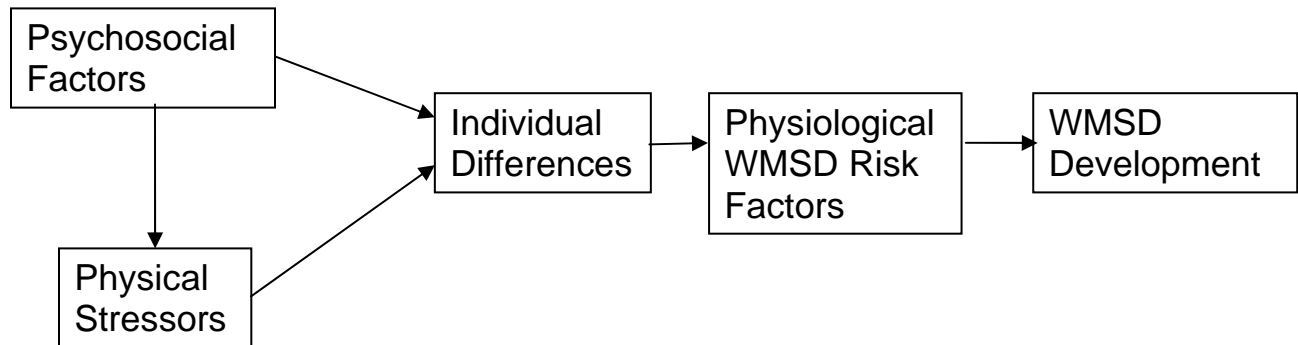 Psychosocial
Factors
Individual
Differences
Physiological
WMSD Risk
Factors
WMSD
Development
Physical
Stressors